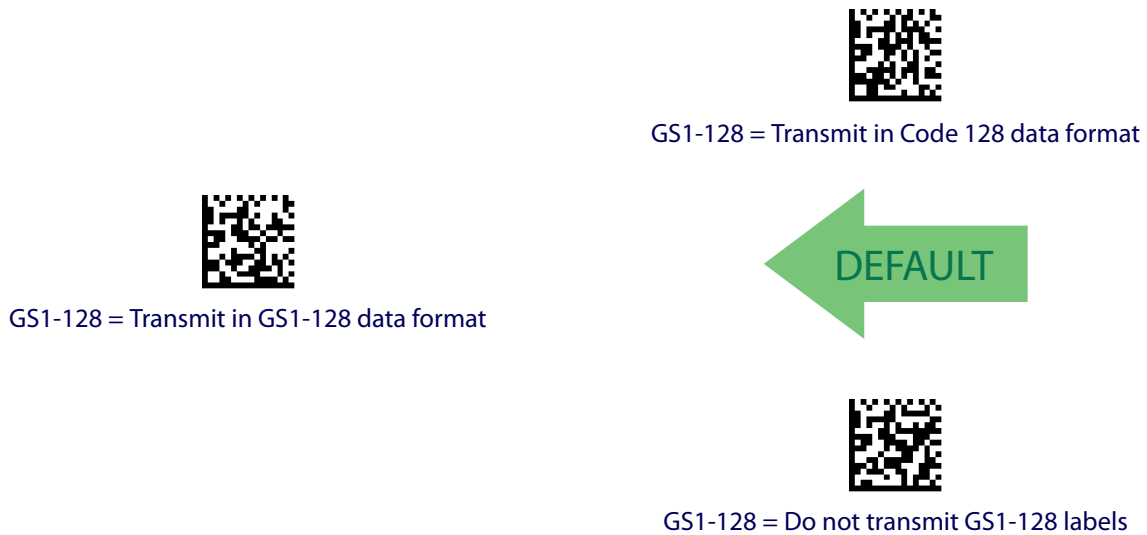 GS1-128 = Transmit in Code 128 data format
GS1-128 = Transmit in GS1-128 data format
DEFAULT
GS1-128 = Do not transmit GS1-128 labels